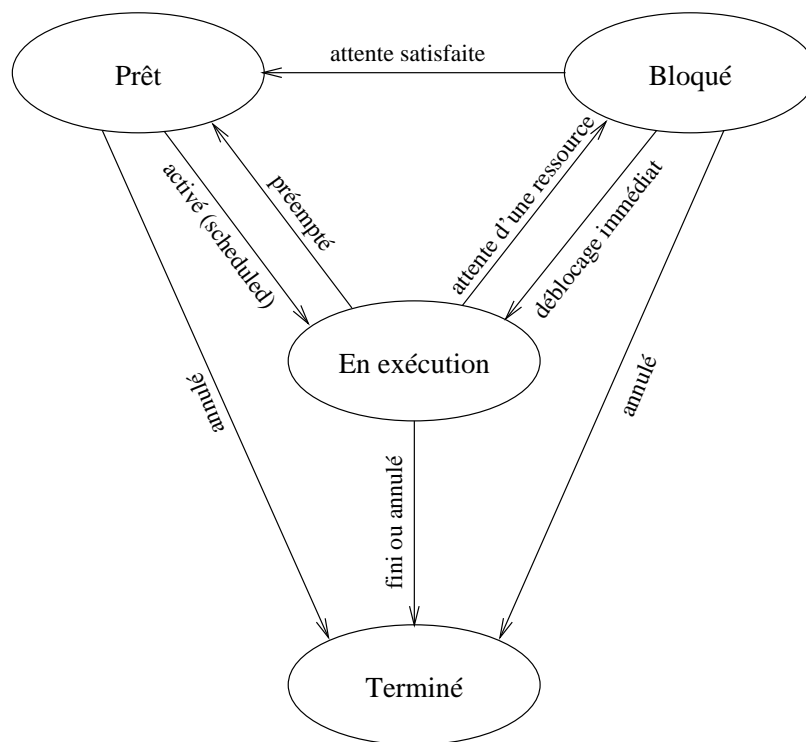 attente satisfaite
Prêt
Bloqué
activé (scheduled)
préempté
attente d'une ressource
déblocage immédiat
En exécution
annulé
annulé
fini ou annulé
Terminé